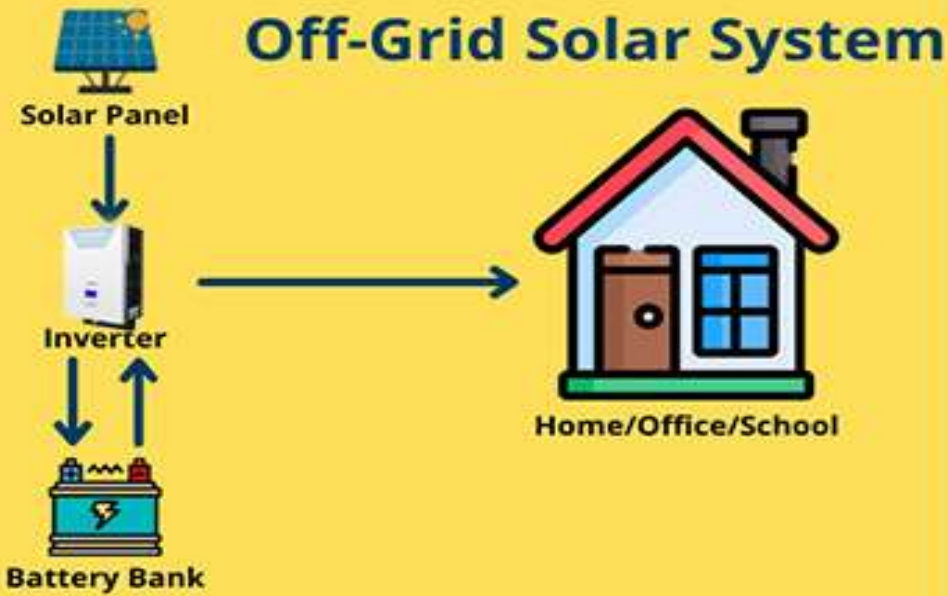 Off-Grid Solar System
Solar Panel
Inverter
Home/Office/School
Battery Bank